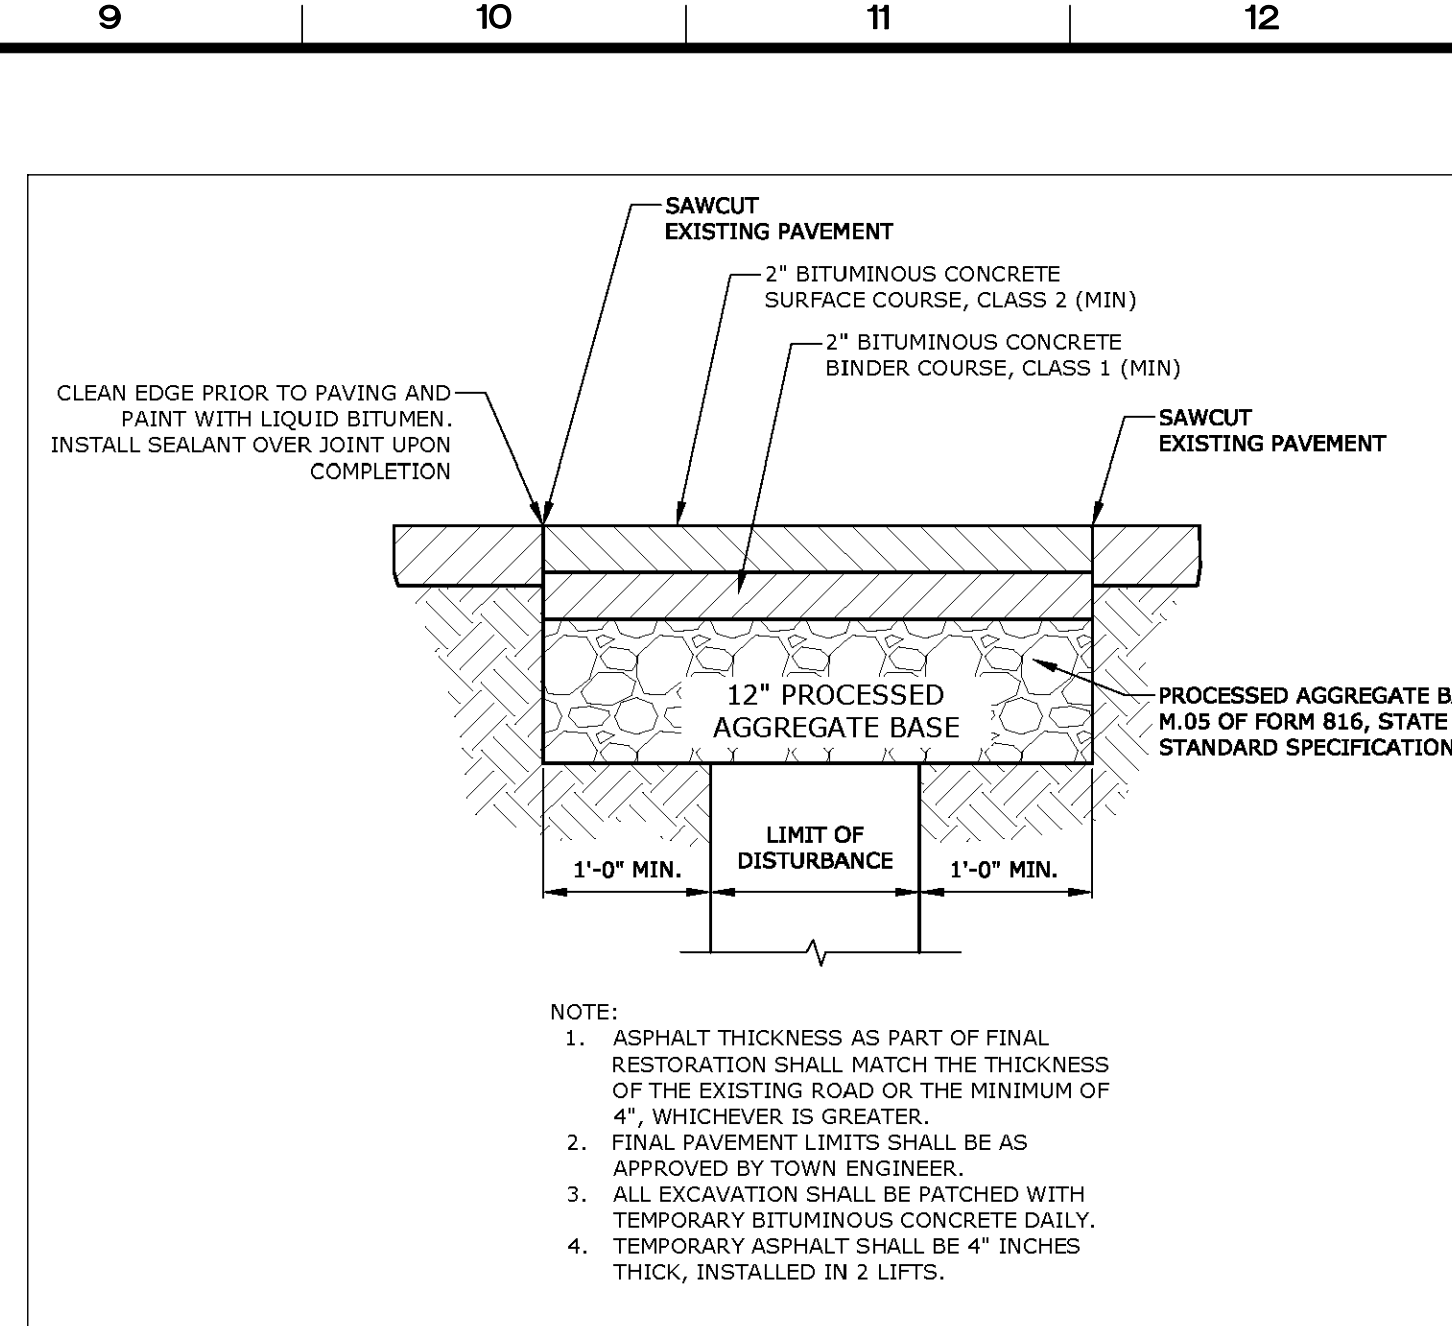 9 10 11 12
SAWCUT
EXISTING PAVEMENT
2" BITUMINOUS CONCRETE
SURFACE COURSE, CLASS 2 (MIN)
2" BITUMINOUS CONCRETE
BINDER COURSE, CLASS 1 (MIN)
CLEAN EDGE PRIOR TO PAVING AND
PAINT WITH LIQUID BITUMEN.
INSTALL SEALANT OVER JOINT UPON
COMPLETION
SAWCUT
EXISTING PAVEMENT
12" PROCESSED
AGGREGATE BASE
PROCESSED AGGREGATE
M.05 OF FORM 816, STATE
STANDARD SPECIFICATION
LIMIT OF
DISTURBANCE
1'-0" MIN.
1'-0" MIN.
NOTE:
1. ASPHALT THICKNESS AS PART OF FINAL
RESTORATION SHALL MATCH THE THICKNESS
OF THE EXISTING ROAD OR THE MINIMUM OF
4", WHICHEVER IS GREATER.
2. FINAL PAVEMENT LIMITS SHALL BE AS
APPROVED BY TOWN ENGINEER.
3. ALL EXCAVATION SHALL BE PATCHED WITH
TEMPORARY BITUMINOUS CONCRETE DAILY.
4. TEMPORARY ASPHALT SHALL BE 4" INCHES
THICK, INSTALLED IN 2 LIFTS.